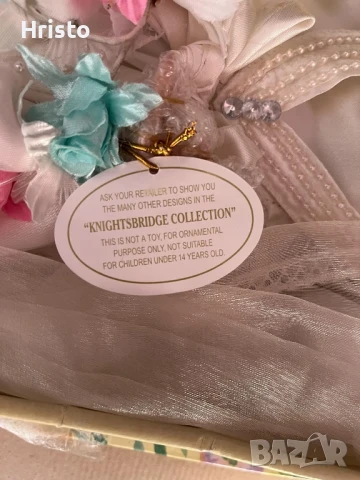 Hristo
ASK YOUR RETAILER TO SHOW YOU
THE MANY OTHER DESIGNS IN THE
"KNIGHTSBRIDGE COLLECTION"
THIS IS NOT A TOY, FOR ORNAMENTAL
PURPOSE ONLY. NOT SUITABLE
FOR CHILDREN UNDER 14 YEARS OLD.
BAZAR